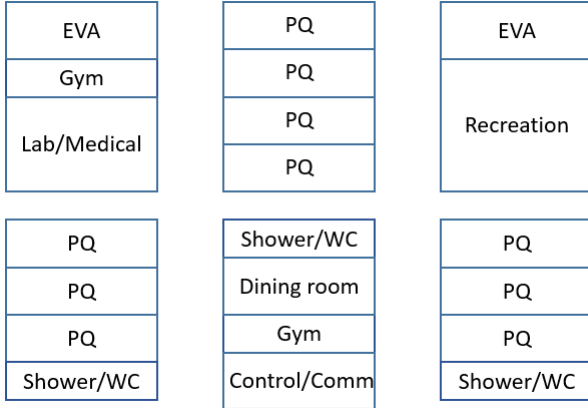 EVA
Gym
Lab/Medical
PQ
PQ
PQ
PQ
EVA
Recreation
PQ
PQ
PQ
Shower/WC
Shower/WC
Dining room
Gym
Control/Comm
PQ
PQ
PQ
Shower/WC